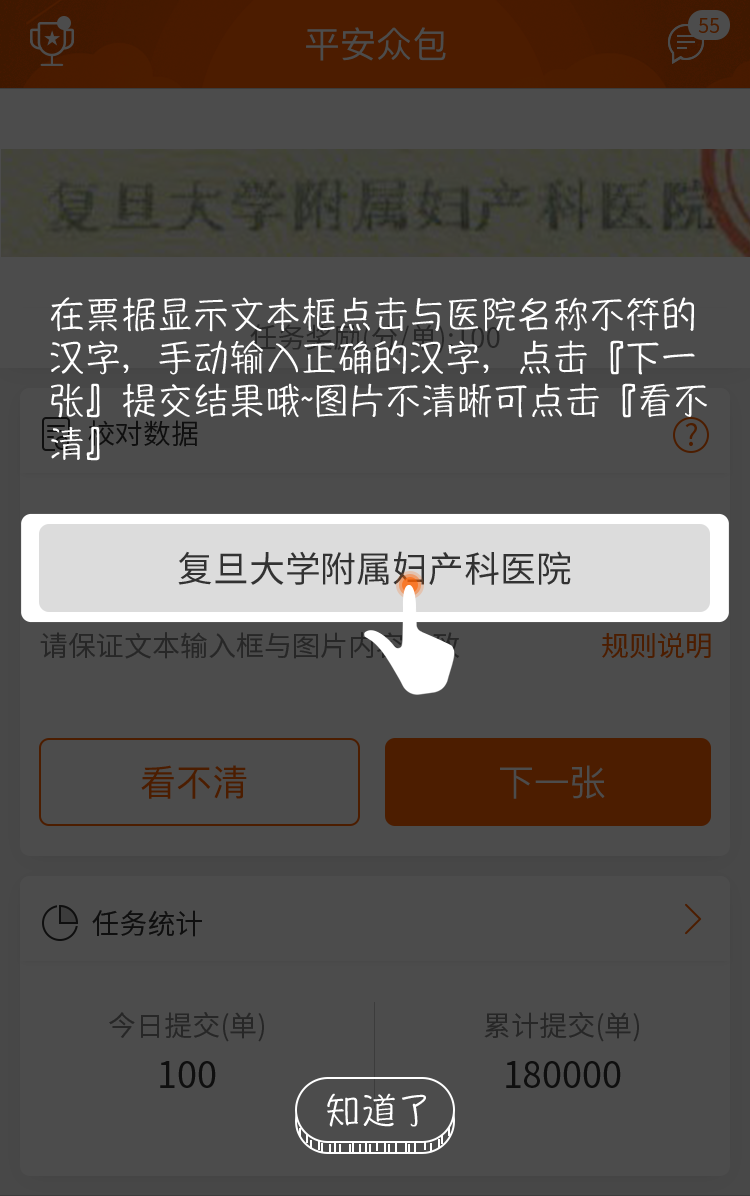 平安众包
55
复旦大学附属妇产科医院
任务奖励(分/单):100
在票据显示文本框点击与医院名称不符的
汉字，手动输入正确的汉字，点击『下一
张』提交结果哦~图片不清晰可点击『看不
清』
校对数据
?
复旦大学附属妇产科医院
请保证文本输入框与图片内容一致
规则说明
看不清
下一张
任务统计
今日提交(单)
累计提交(单)
100
180000
知道了